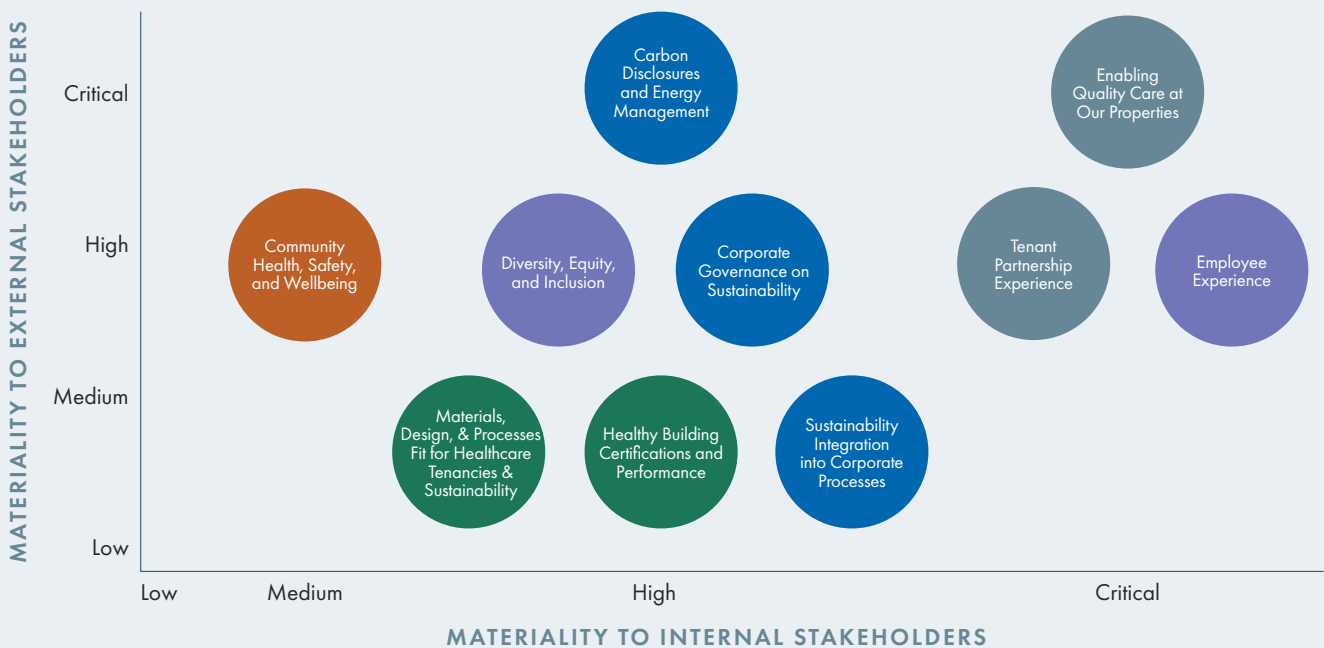 MATERIALITY TO EXTERNAL STAKEHOLDERS
Critical
High
Medium
Low
Carbon
Disclosures
and Energy
Management
Enabling
Quality Care at
Our Properties
Community
Health, Safety,
and Wellbeing
Diversity, Equity,
and Inclusion
Corporate
Governance on
Sustainability
Tenant
Partnership
Experience
Employee
Experience
Materials,
Design, & Processes
Fit for Healthcare
Tenancies &
Sustainability
Healthy Building
Certifications and
Performance
Sustainability
Integration
into Corporate
Processes
Low
Medium
High
Critical
MATERIALITY TO INTERNAL STAKEHOLDERS